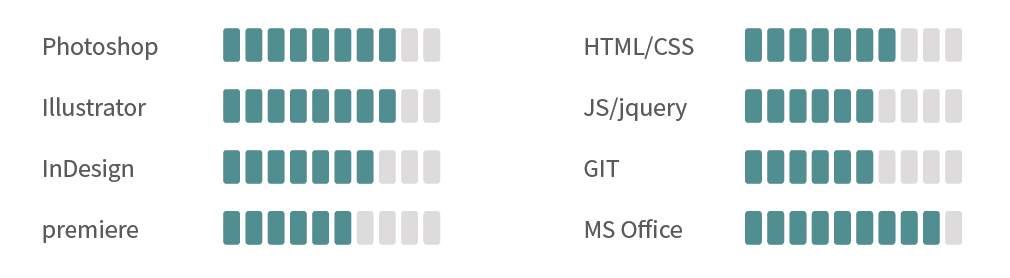 Photoshop
Illustrator
InDesign
premiere
HTML/CSS
JS/jquery
GIT
MS Office